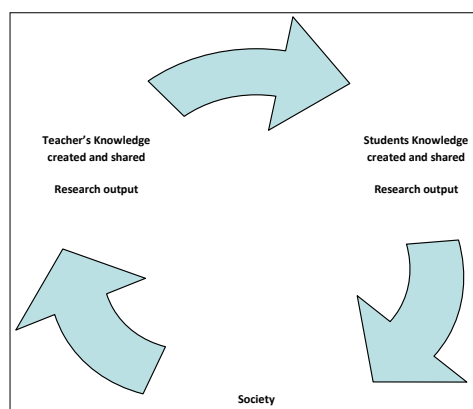 Teacher's Knowledge
created and shared
Research output
Students Knowledge
created and shared
Research output
Society